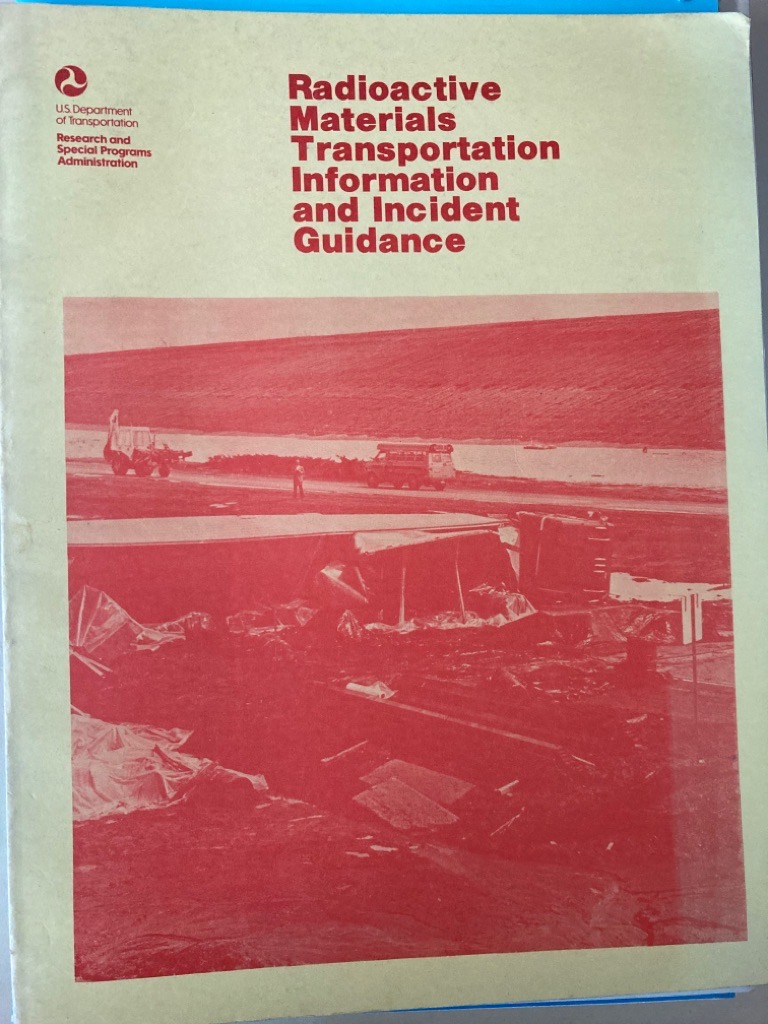 U.S. Department
of Transportation
Research and
Special Programs
Administration
Radioactive
Materials
Transportation
Information
and Incident
Guidance